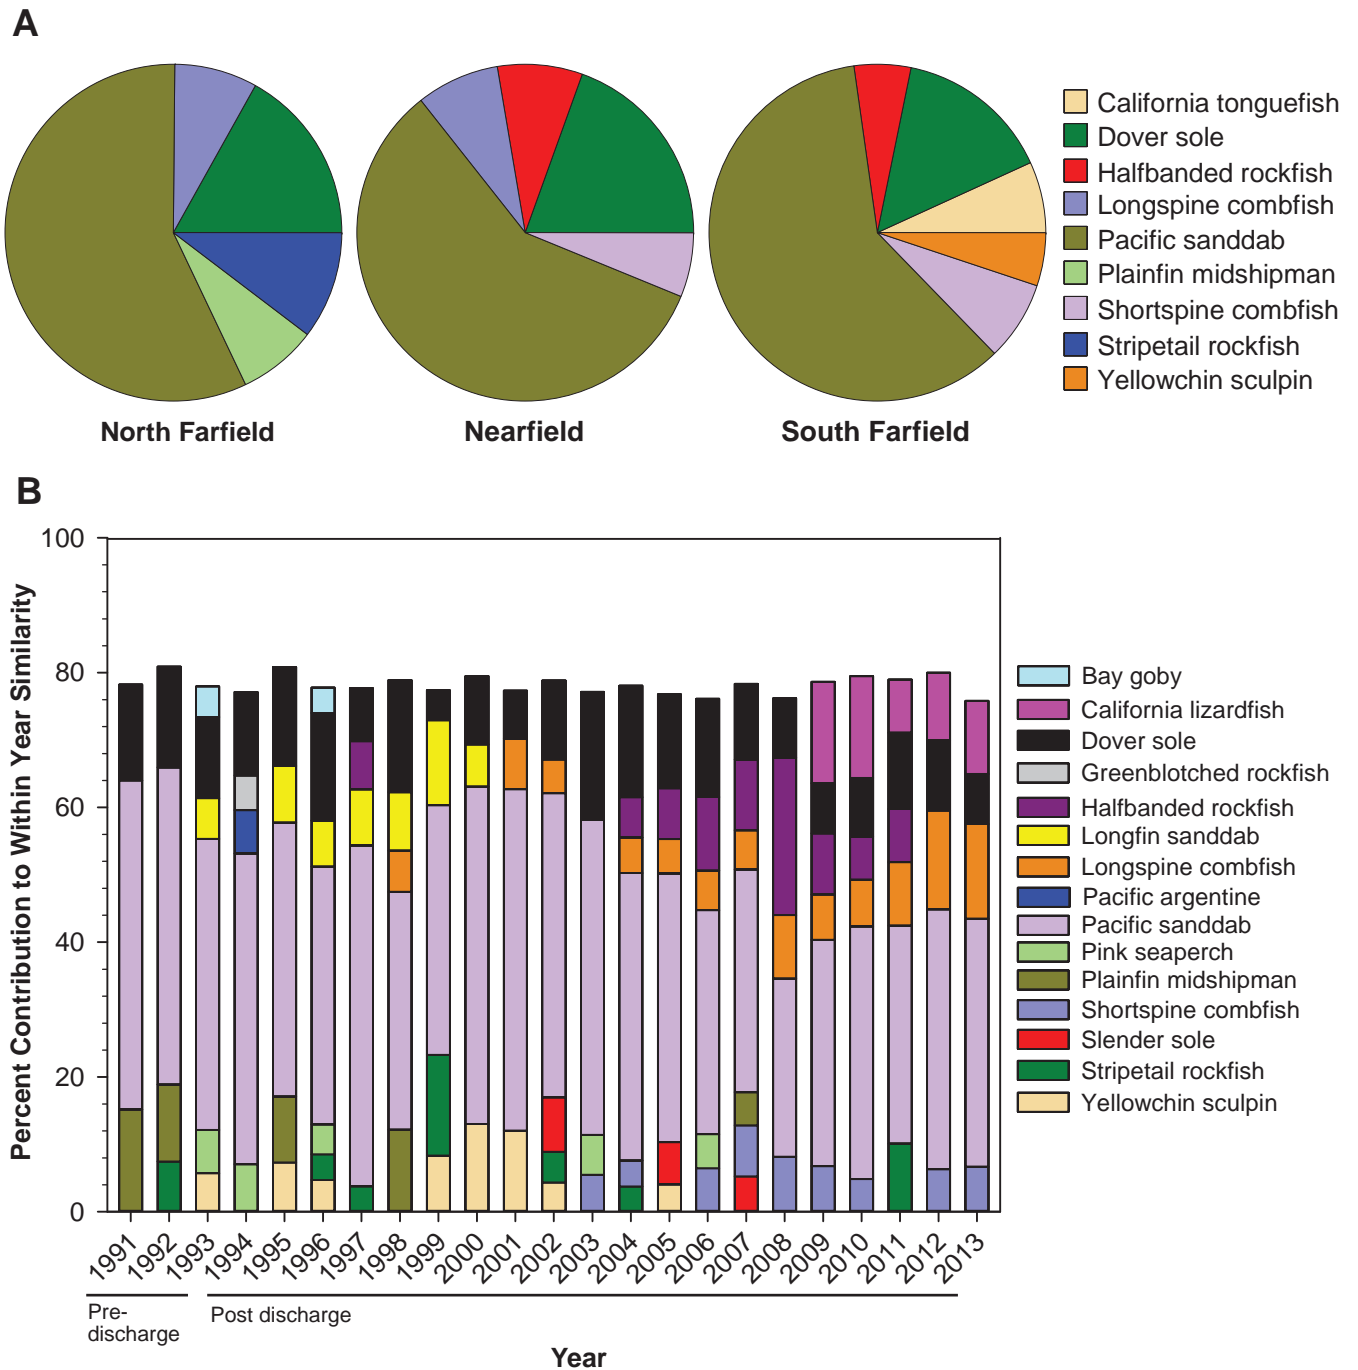 A
California tonguefish
Dover sole
Halfbanded rockfish
Longspine combfish
Pacific sanddab
Plainfin midshipman
Shortspine combfish
Stripetail rockfish
Yellowchin sculpin
North Farfield
Nearfield
South Farfield
B
Percent Contribution to Within Year Similarity
100
80
60
40
20
0
Bay goby
California lizardfish
Dover sole
Greenblotched rockfish
Halfbanded rockfish
Longfin sanddab
Longspine combfish
Pacific argentine
Pacific sanddab
Pink seaperch
Plainfin midshipman
Shortspine combfish
Slender sole
Stripetail rockfish
Yellowchin sculpin
1991
1992
1993
1994
1995
1996
1997
1998
1999
2000
2001
2002
2003
2004
2005
2006
2007
2008
2009
2010
2011
2012
2013
Pre-
discharge
Post discharge
Year